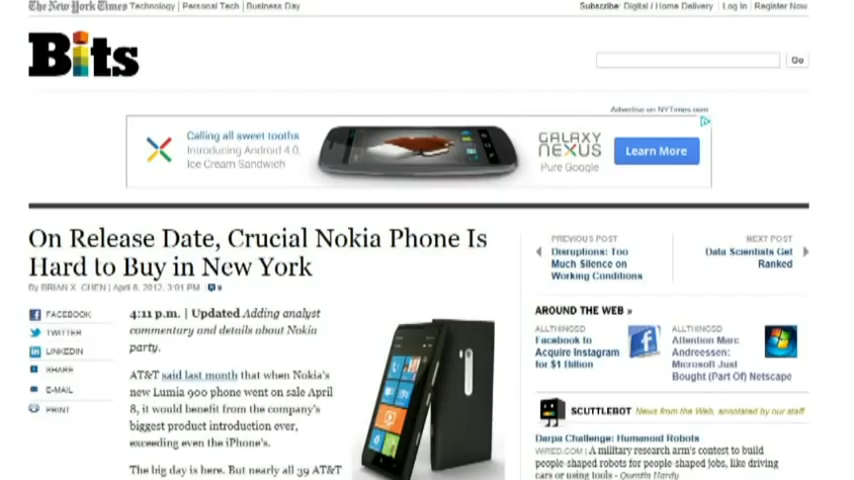 The New York Times Technology | Personal Tech | Business Day
Subscribe: Digital / Home Delivery | Log In | Register Now
Bits
Go
Advertise on NYTimes.com
Calling all sweet tooths
Introducing Android 4.0,
Ice Cream Sandwich
GALAXY
NEXUS
Pure Google
Learn More
On Release Date, Crucial Nokia Phone Is
Hard to Buy in New York
By BRIAN X. CHEN | April 8, 2012, 3:01 PM
FACEBOOK
TWITTER
LINKEDIN
SHARE
E-MAIL
PRINT
4:11 p.m. | Updated Adding analyst
commentary and details about Nokia
party.
AT&T said last month that when Nokia's
new Lumia 900 phone went on sale April
8, it would benefit from the company's
biggest product introduction ever,
exceeding even the iPhone's.
The big day is here. But nearly all 39 AT&T
PREVIOUS POST
Disruptions: Too
Much Silence on
Working Conditions
NEXT POST
Data Scientists Get
Ranked
AROUND THE WEB »
ALLTHINGSD
Facebook to
Acquire Instagram
for $1 Billion
ALLTHINGSD
Attention Marc
Andreessen:
Microsoft Just
Bought (Part Of) Netscape
SCUTTLEBOT News from the Web, annotated by our staff
Darpa Challenge: Humanoid Robots
WIRED.COM | A military research arm's contest to build
people-shaped robots for people-shaped jobs, like driving
cars or using tools - Quentin Hardy